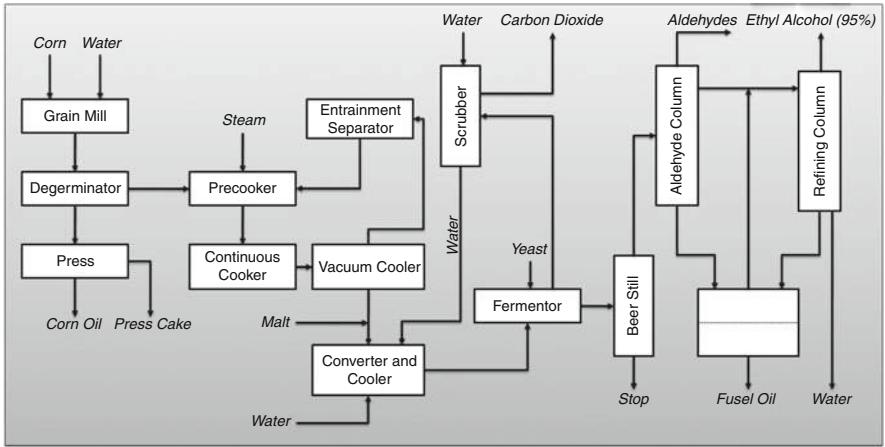 Water
Carbon Dioxide
Aldehydes
Ethyl Alcohol (95%)
Corn
Water
Grain Mill
Steam
Entrainment
Separator
Scrubber
Aldehyde Column
Refining Column
Degerminator
Precooker
Press
Continuous
Cooker
Vacuum Cooler
Water
Yeast
Fermentor
Beer Still
Corn Oil
Press Cake
Malt
Converter and
Cooler
Water
Stop
Fusel Oil
Water